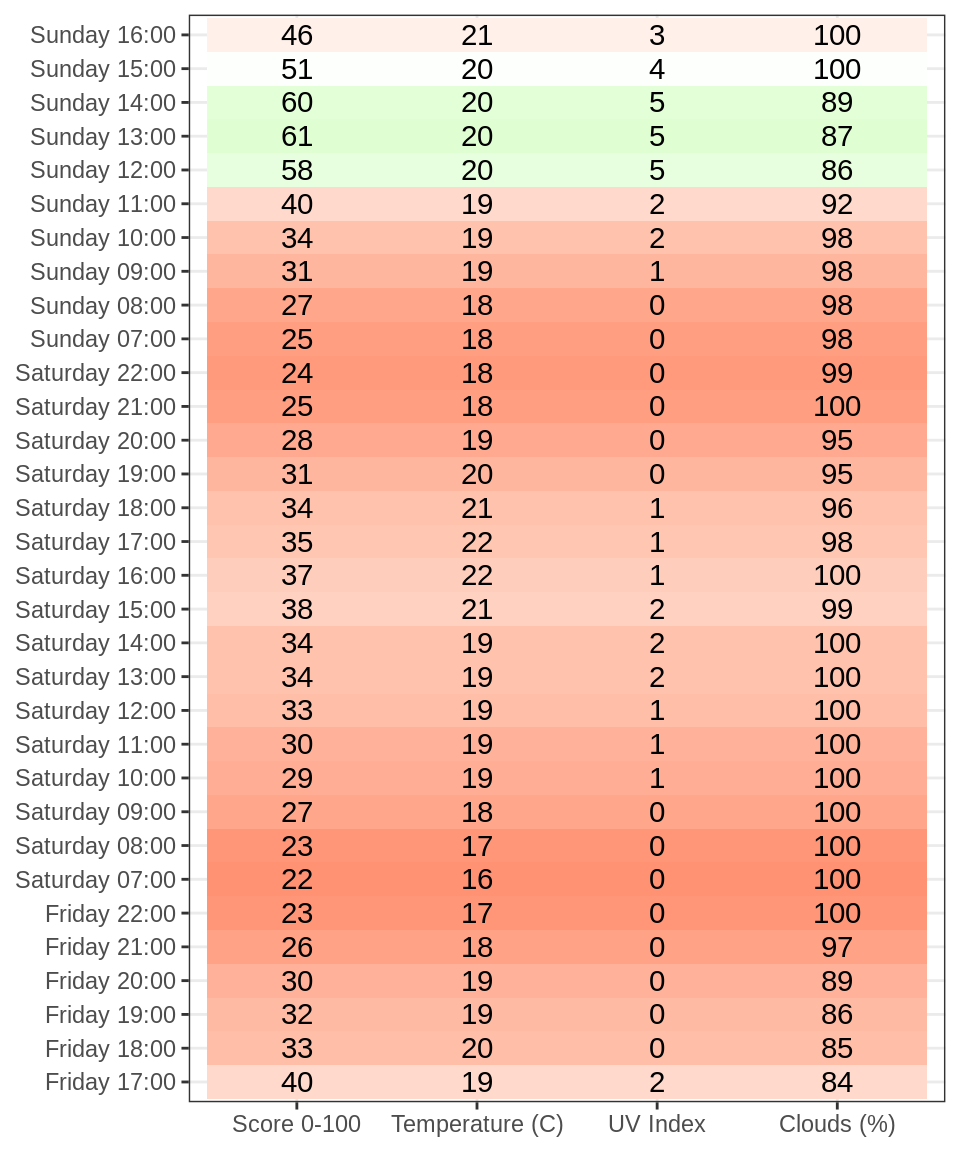 Sunday 16:00 46 21 3 100
Sunday 15:00 51 20 4 100
Sunday 14:00 60 20 5 89
Sunday 13:00 61 20 5 87
Sunday 12:00 58 20 5 86
Sunday 11:00 40 19 2 92
Sunday 10:00 34 19 2 98
Sunday 09:00 31 19 1 98
Sunday 08:00 27 18 0 98
Sunday 07:00 25 18 0 98
Saturday 22:00 24 18 0 99
Saturday 21:00 25 18 0 100
Saturday 20:00 28 19 0 95
Saturday 19:00 31 20 0 95
Saturday 18:00 34 21 1 96
Saturday 17:00 35 22 1 98
Saturday 16:00 37 22 1 100
Saturday 15:00 38 21 2 99
Saturday 14:00 34 19 2 100
Saturday 13:00 34 19 2 100
Saturday 12:00 33 19 1 100
Saturday 11:00 30 19 1 100
Saturday 10:00 29 19 1 100
Saturday 09:00 27 18 0 100
Saturday 08:00 23 17 0 100
Saturday 07:00 22 16 0 100
Friday 22:00 23 17 0 100
Friday 21:00 26 18 0 97
Friday 20:00 30 19 0 89
Friday 19:00 32 19 0 86
Friday 18:00 33 20 0 85
Friday 17:00 40 19 2 84
Score 0-100 Temperature (C) UV Index Clouds (%)